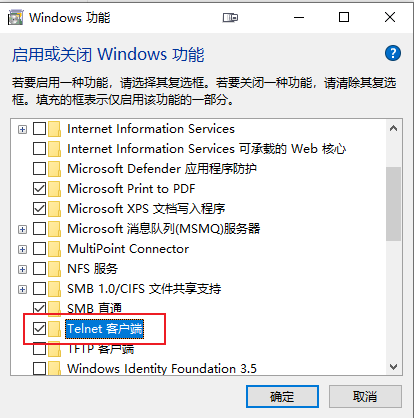 Windows 功能
启用或关闭 Windows 功能
若要启用一种功能，请选择其复选框。若要关闭一种功能，请清除其复选
框。填充的框表示仅启用该功能的一部分。
Internet Information Services
Internet Information Services 可承载的 Web 核心
Microsoft Defender 应用程序防护
Microsoft Print to PDF
Microsoft XPS 文档写入程序
Microsoft 消息队列(MSMQ)服务器
MultiPoint Connector
NFS 服务
SMB 1.0/CIFS 文件共享支持
SMB 直通
Telnet 客户端
TFTP 客户端
Windows Identity Foundation 3.5
确定
取消